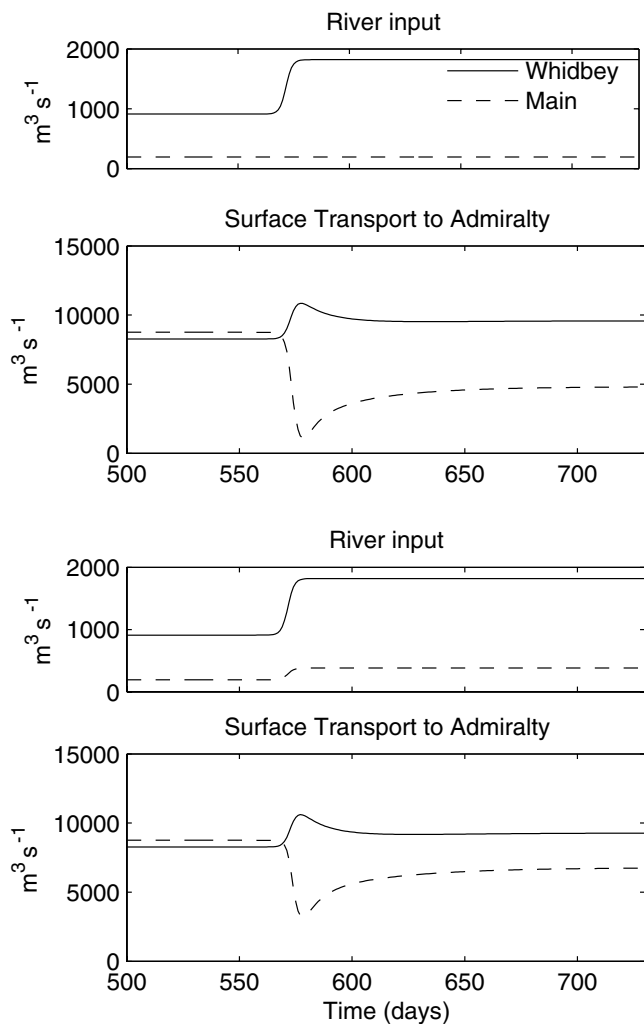 River input
2000
1000
0
m³ s⁻¹
Whidbey
Main
Surface Transport to Admiralty
15000
10000
5000
0
m³ s⁻¹
500 550 600 650 700
River input
2000
1000
0
m³ s⁻¹
Surface Transport to Admiralty
15000
10000
5000
0
m³ s⁻¹
500 550 600 650 700
Time (days)